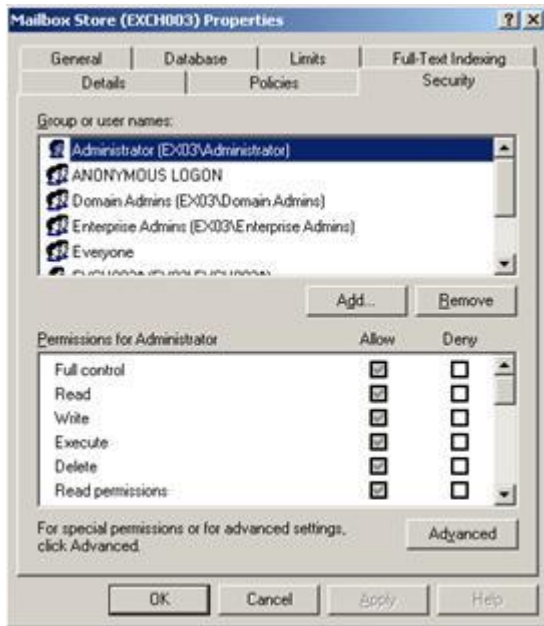 Mailbox Store (EXCH003) Properties
General Database Limits Full-Text Indexing
Details Policies Security
Group or user names:
Administrator (EX03\Administrator)
ANONYMOUS LOGON
Domain Admins (EX03\Domain Admins)
Enterprise Admins (EX03\Enterprise Admins)
Everyone
Add... Remove
Permissions for Administrator Allow Deny
Full control
Read
Write
Execute
Delete
Read permissions
For special permissions or for advanced settings,
click Advanced.
Advanced
OK Cancel Apply Help